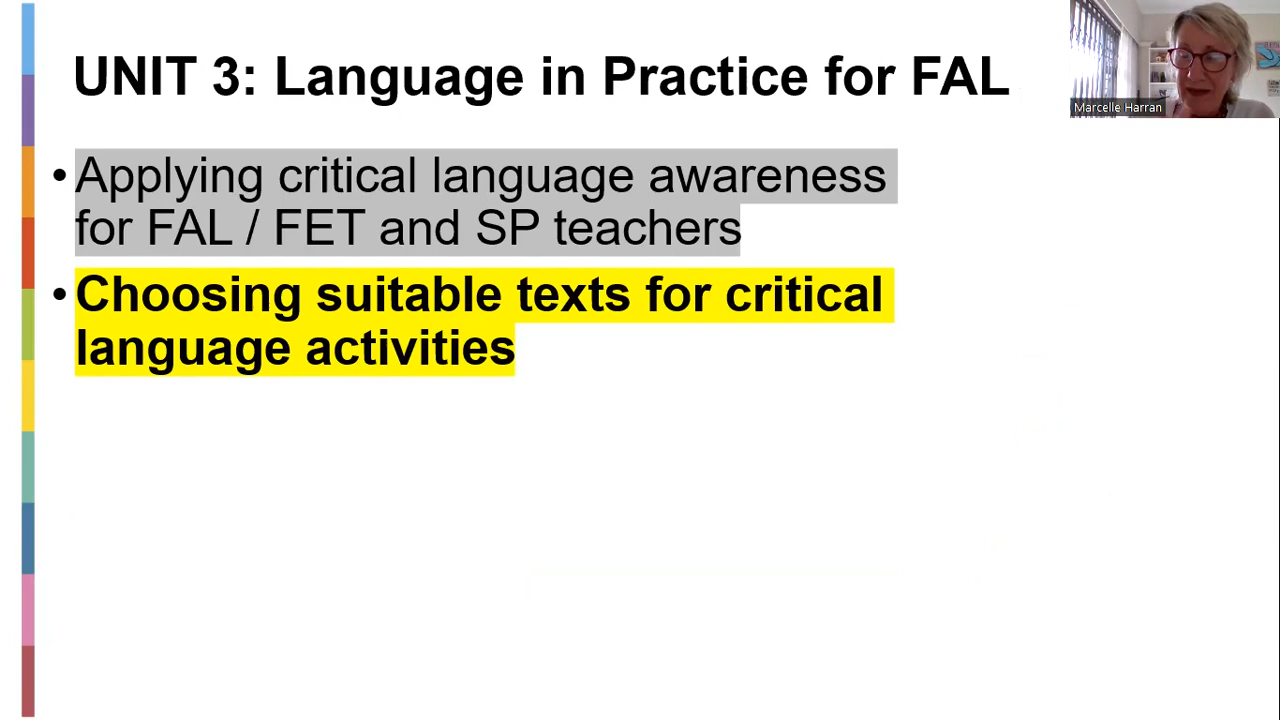 UNIT 3: Language in Practice for FAL
Marcelle Harran
• Applying critical language awareness
for FAL / FET and SP teachers
• Choosing suitable texts for critical
language activities